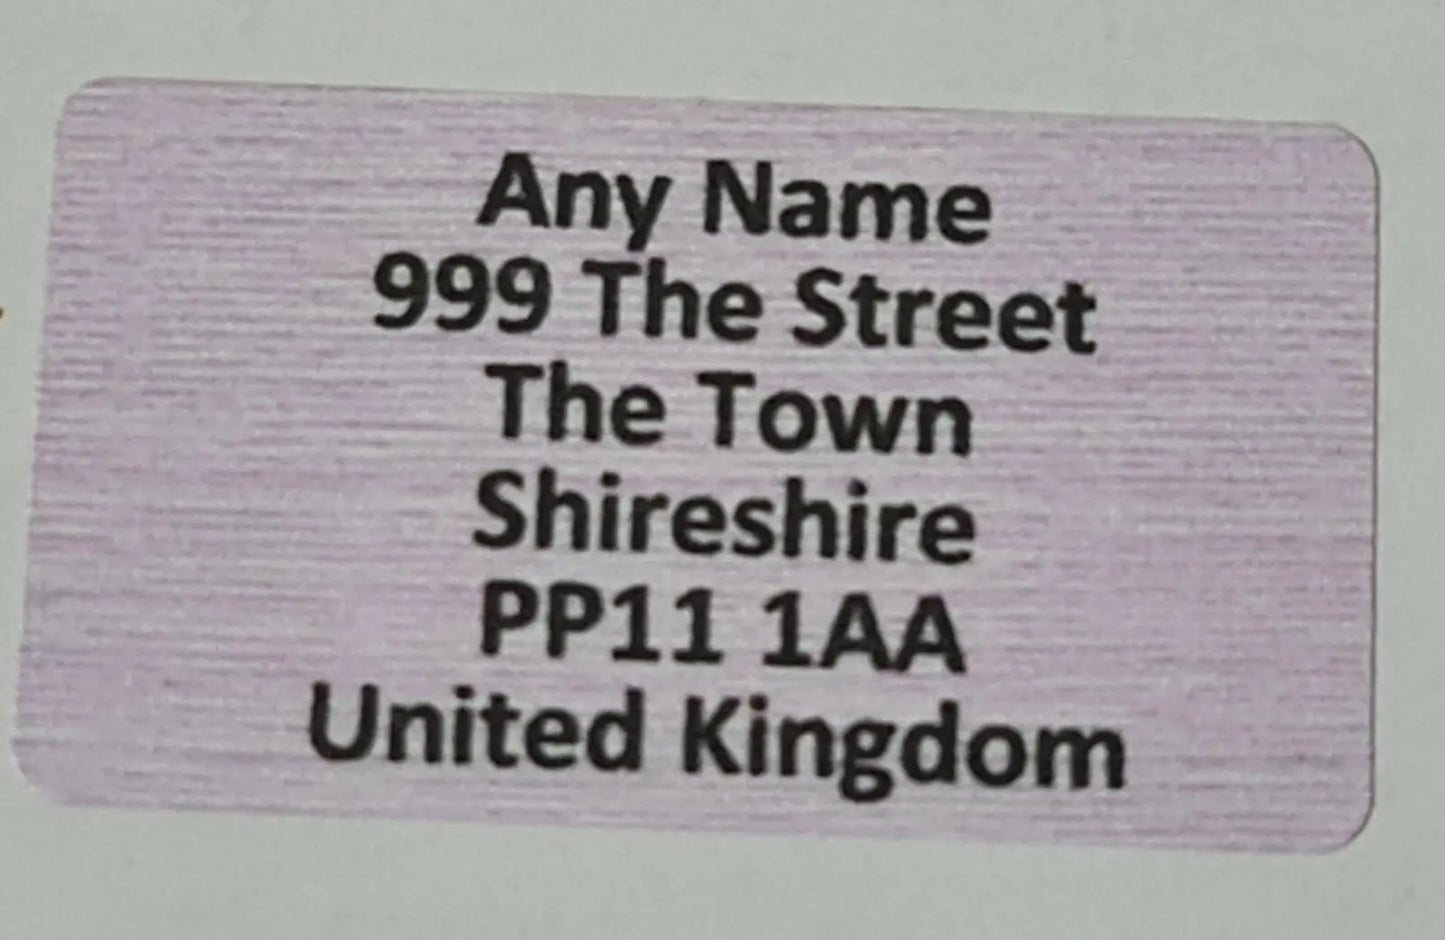 Any Name
999 The Street
The Town
Shireshire
PP11 1AA
United Kingdom